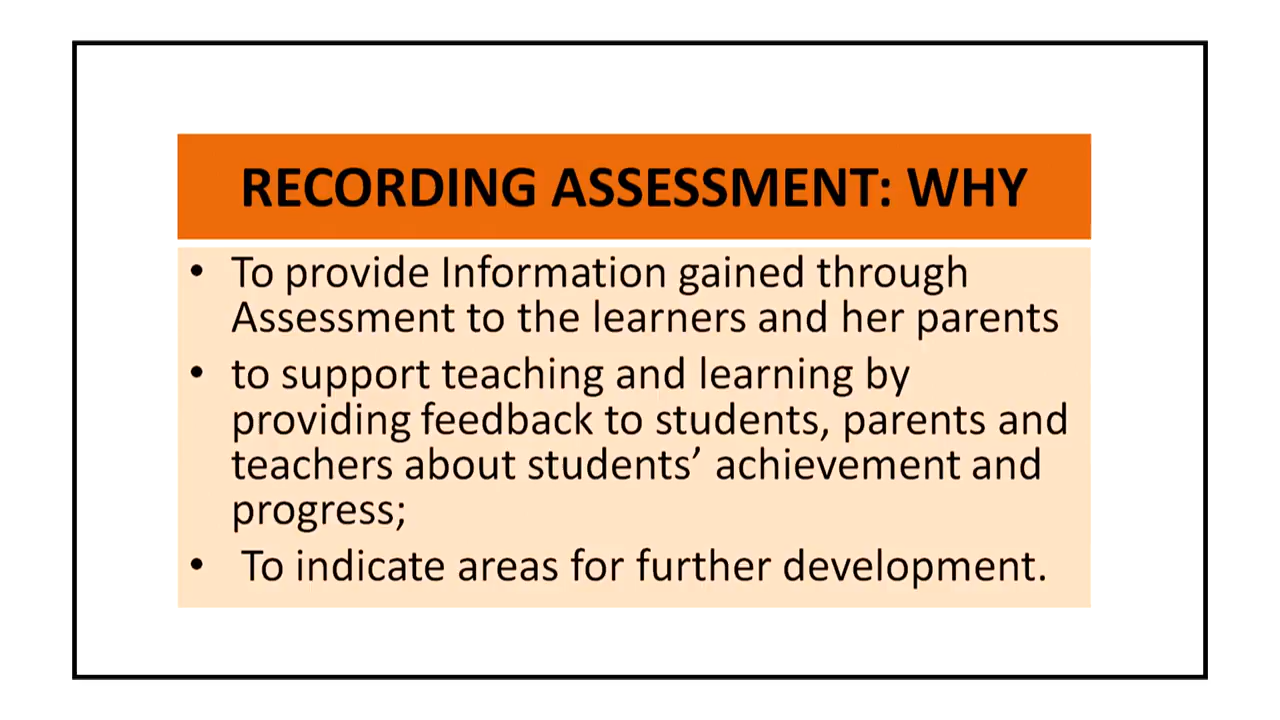 RECORDING ASSESSMENT: WHY
• To provide Information gained through
Assessment to the learners and her parents
• to support teaching and learning by
providing feedback to students, parents and
teachers about students’ achievement and
progress;
• To indicate areas for further development.